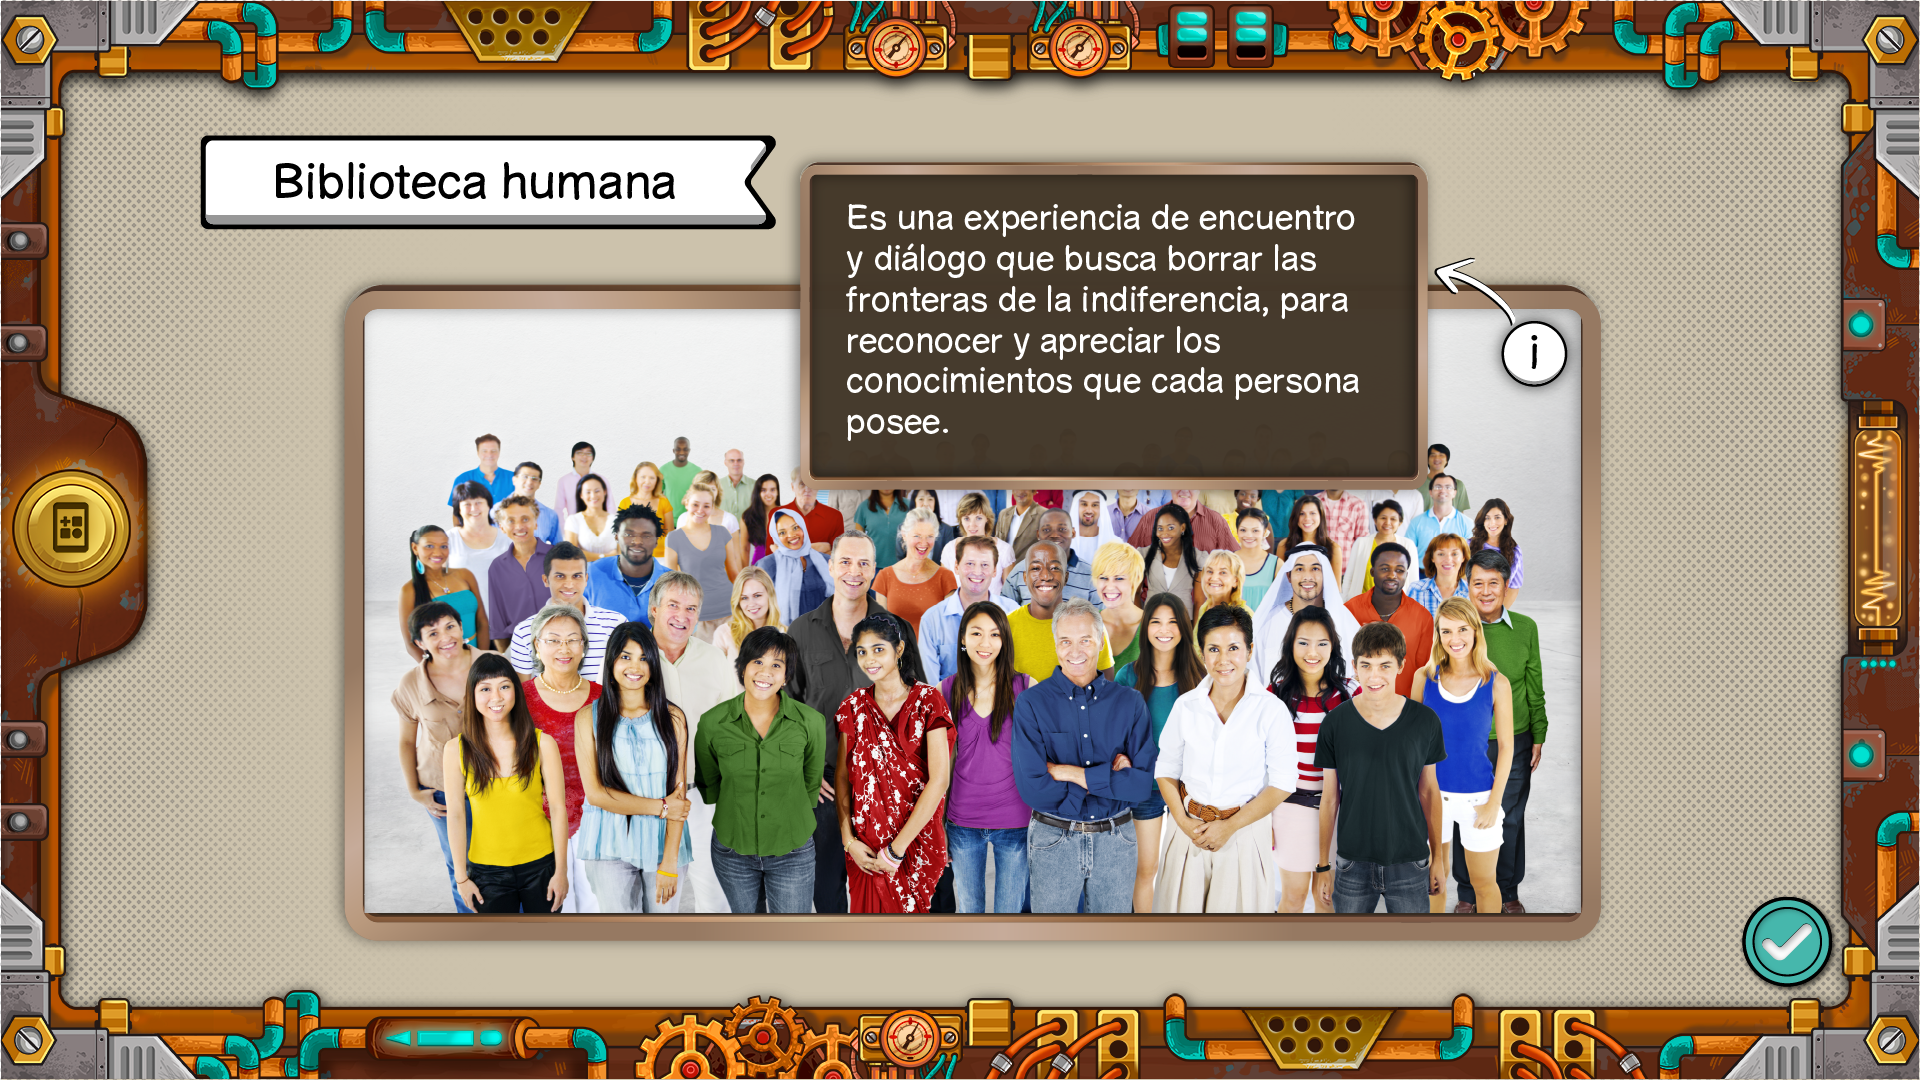 Biblioteca humana
Es una experiencia de encuentro
y diálogo que busca borrar las
fronteras de la indiferencia, para
reconocer y apreciar los
conocimientos que cada persona
posee.
i